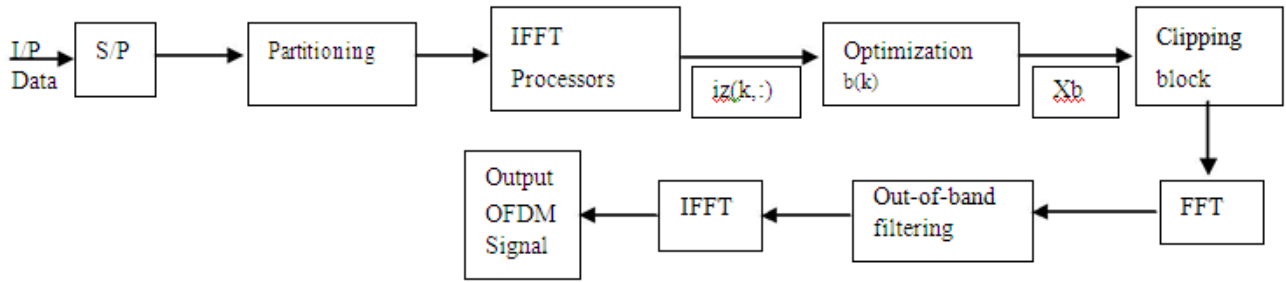 I/P
Data
S/P
Partitioning
IFFT
Processors
iz(k,:)
Optimization
b(k)
Xb
Clipping
block
FFT
Out-of-band
filtering
IFFT
Output
OFDM
Signal